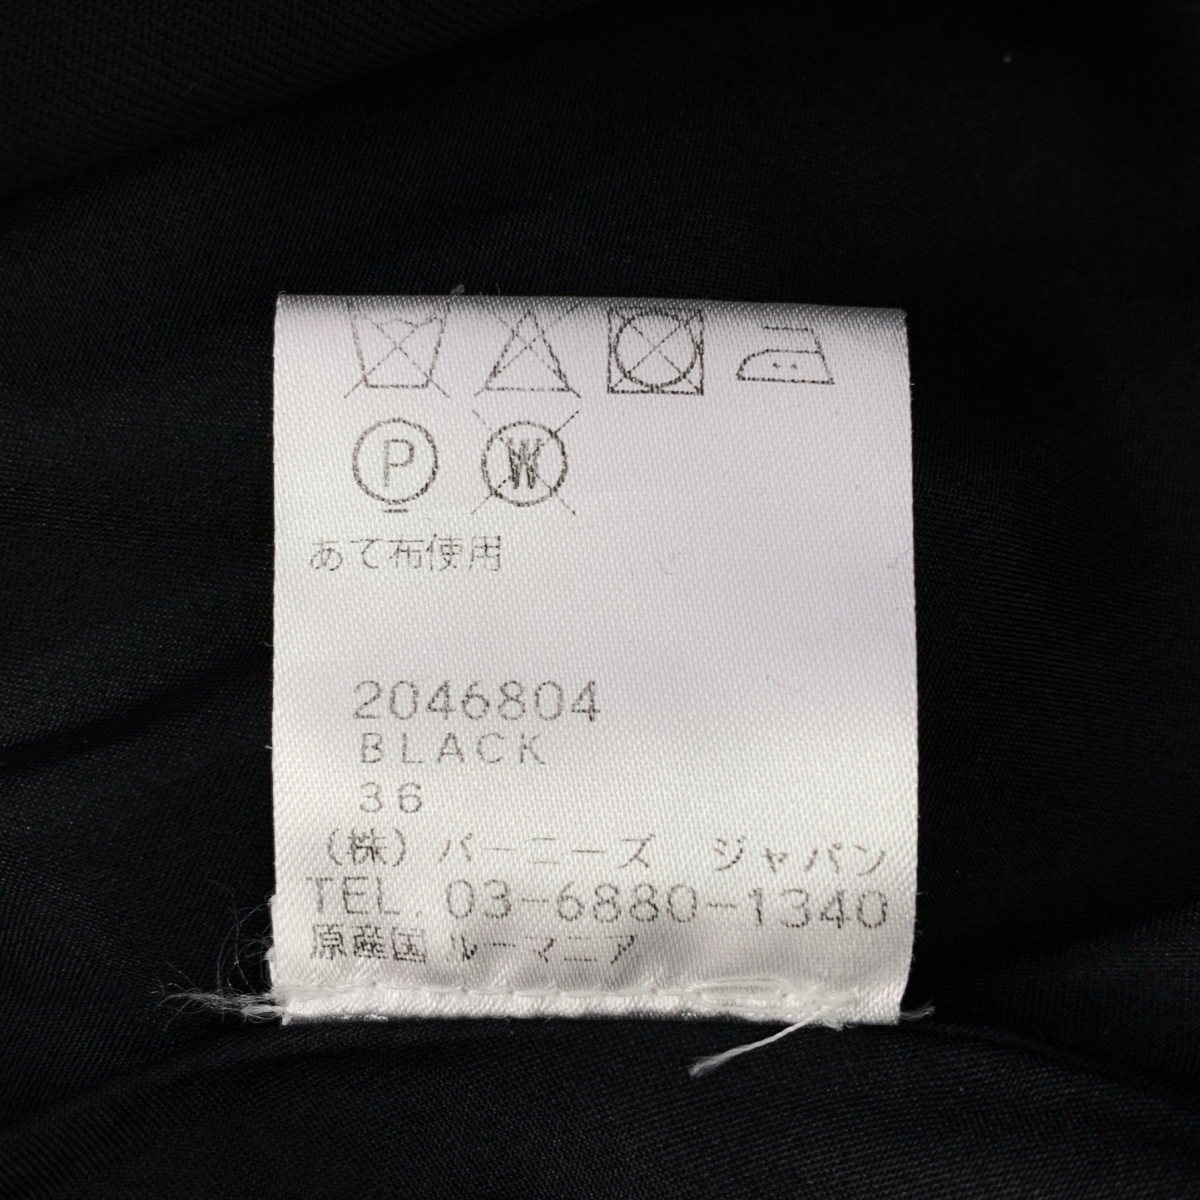 P W
あて布使用
2046804
BLACK
36
(株) バーニーズ ジャパン
TEL. 03-6880-1340
原産国 ルーマニア